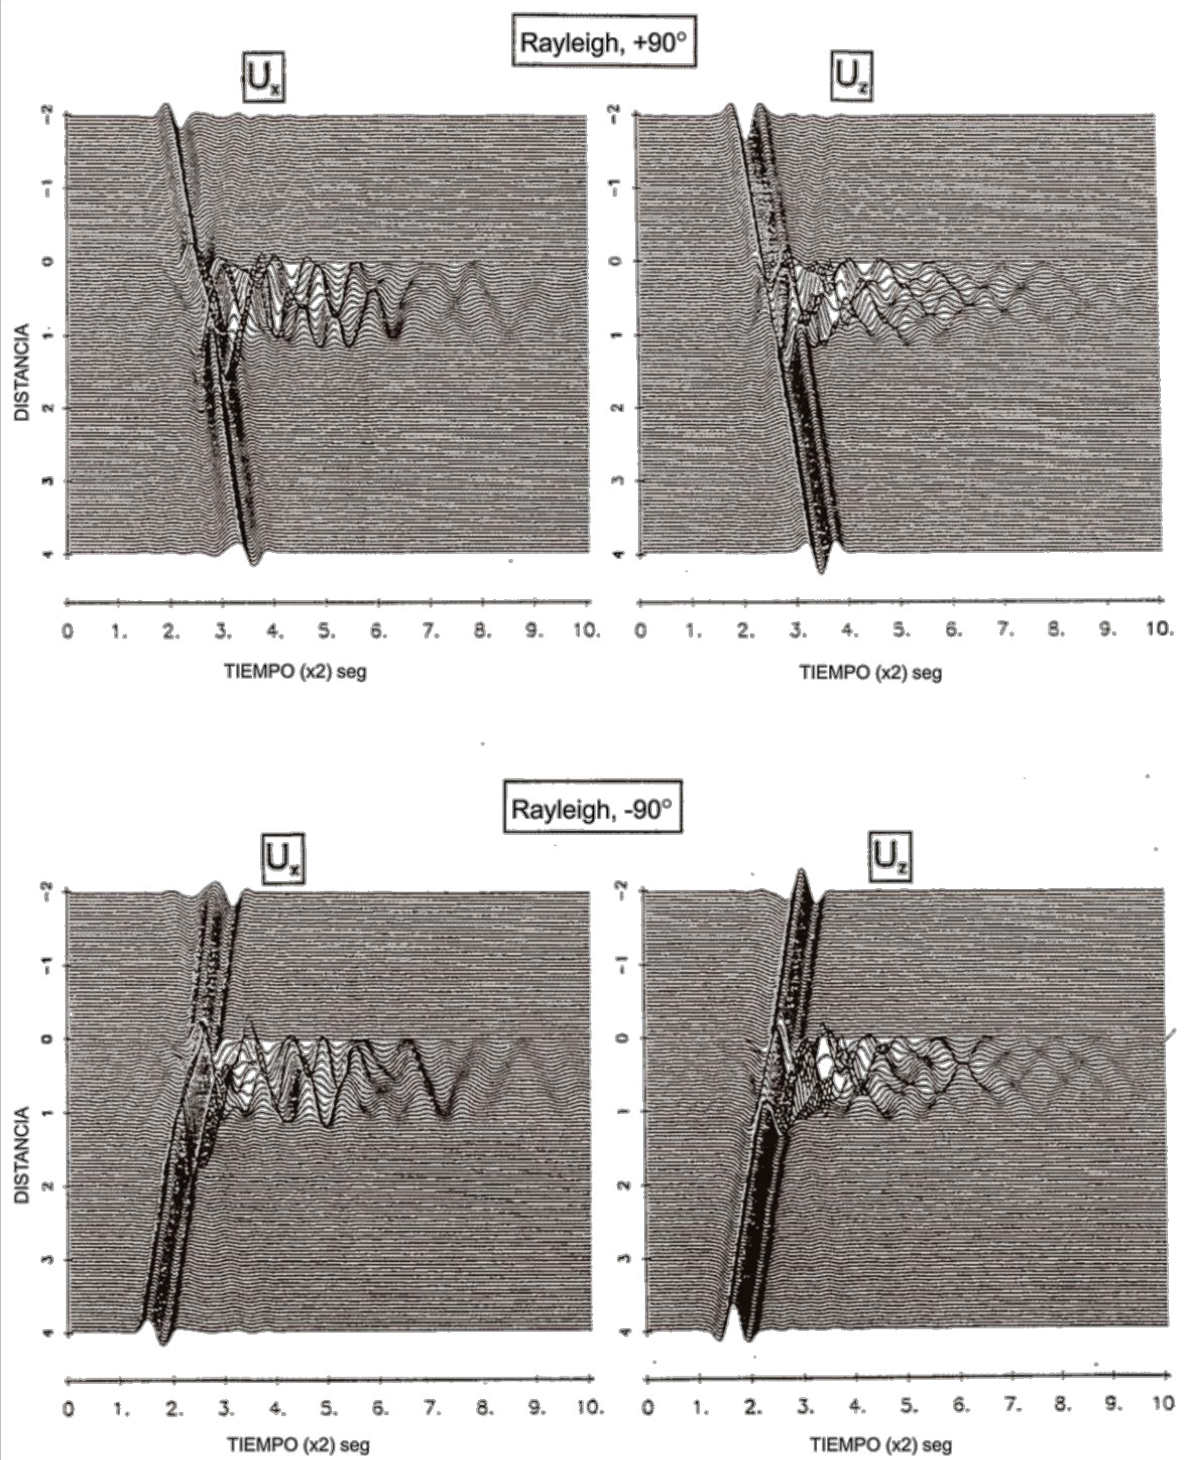 Rayleigh, +90°
Ux
Uz
-2
-1
0
1
2
3
4
DISTANCIA
-2
-1
0
1
2
3
4
0 1. 2. 3. 4. 5. 6. 7. 8. 9. 10.
0 1. 2. 3. 4. 5. 6. 7. 8. 9. 10.
TIEMPO (x2) seg
TIEMPO (x2) seg
Rayleigh, -90°
Ux
Uz
-2
-1
0
1
2
3
4
DISTANCIA
-2
-1
0
1
2
3
4
0 1. 2. 3. 4. 5. 6. 7. 8. 9. 10.
0 1. 2. 3. 4. 5. 6. 7. 8. 9. 10
TIEMPO (x2) seg
TIEMPO (x2) seg